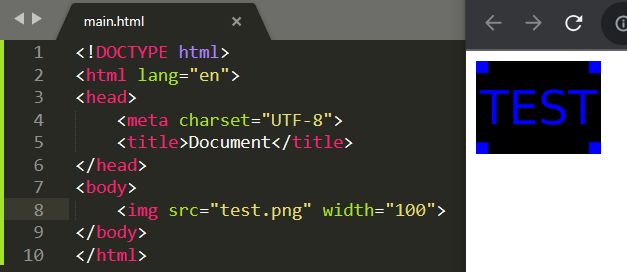 main.html
1 <!DOCTYPE html>
2 <html lang="en">
3 <head>
4     <meta charset="UTF-8">
5     <title>Document</title>
6 </head>
7 <body>
8     <img src="test.png" width="100">
9 </body>
10 </html>
TEST